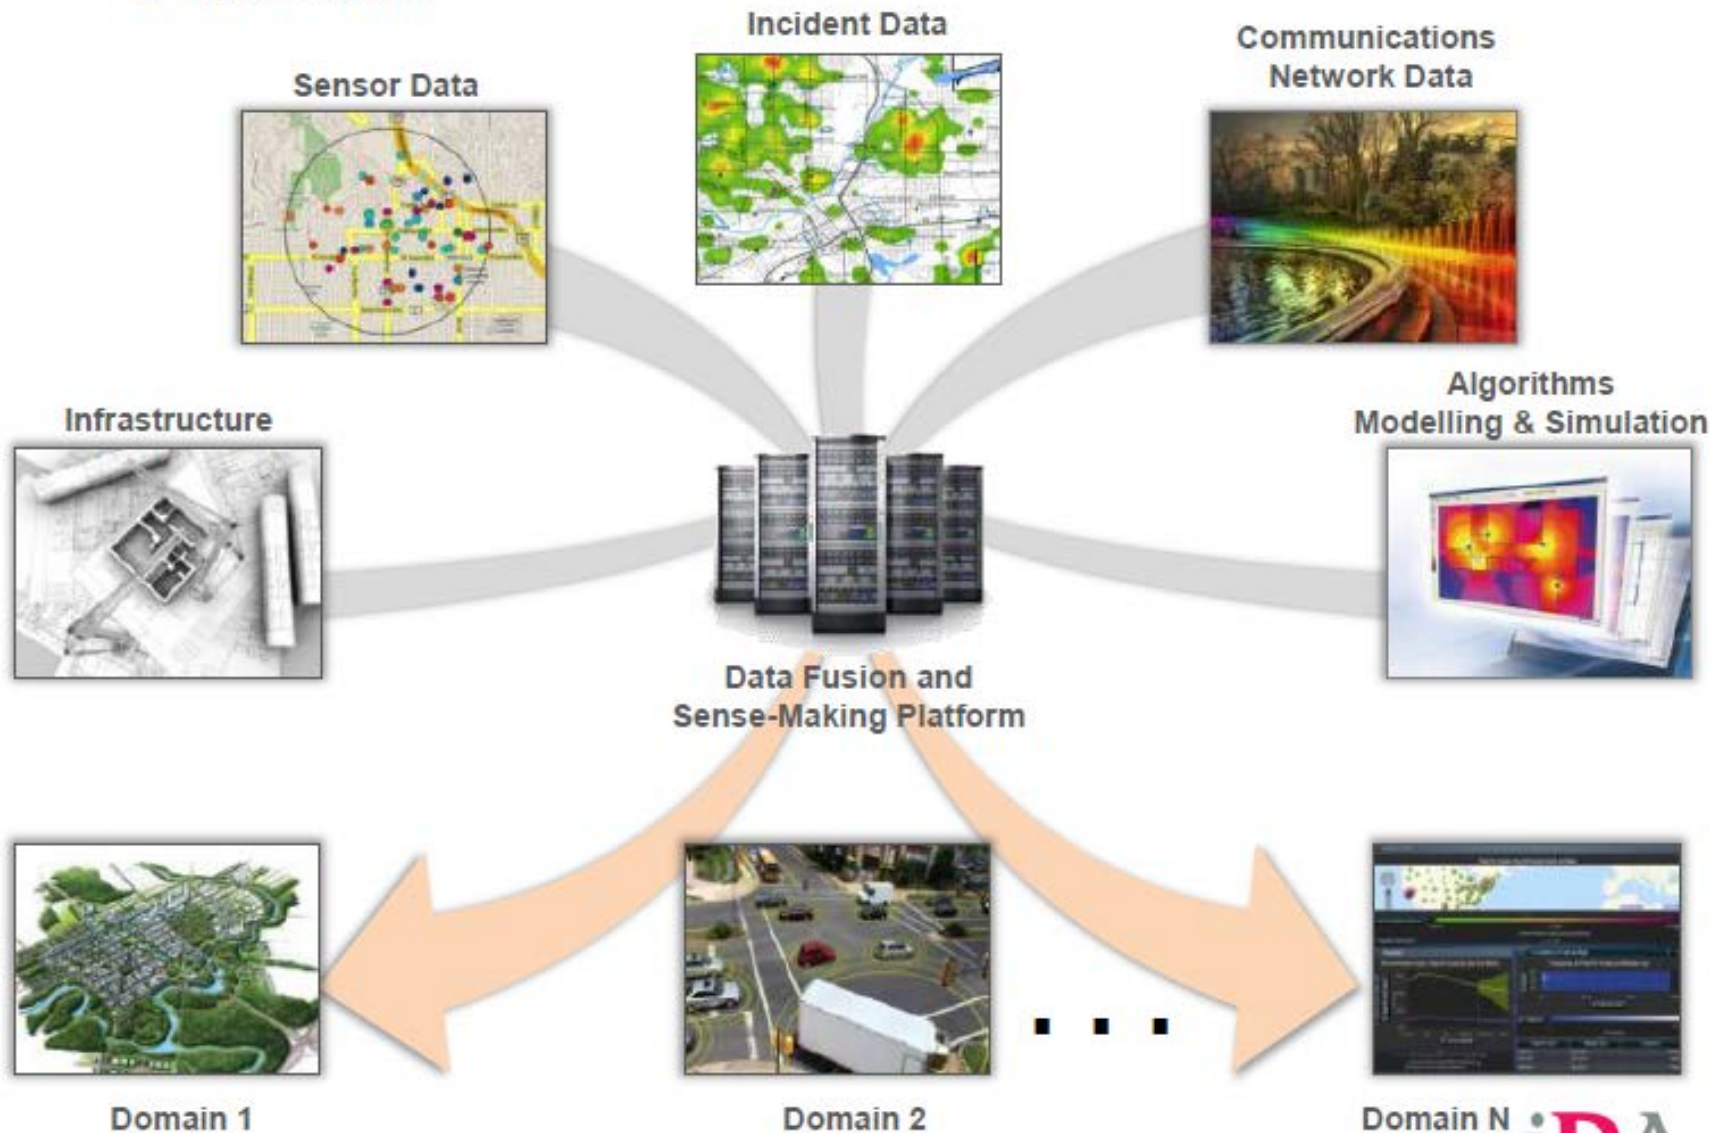 Incident Data
Communications
Network Data
Sensor Data
Algorithms
Modelling & Simulation
Infrastructure
Data Fusion and
Sense-Making Platform
Domain 1
Domain 2
. . .
Domain N